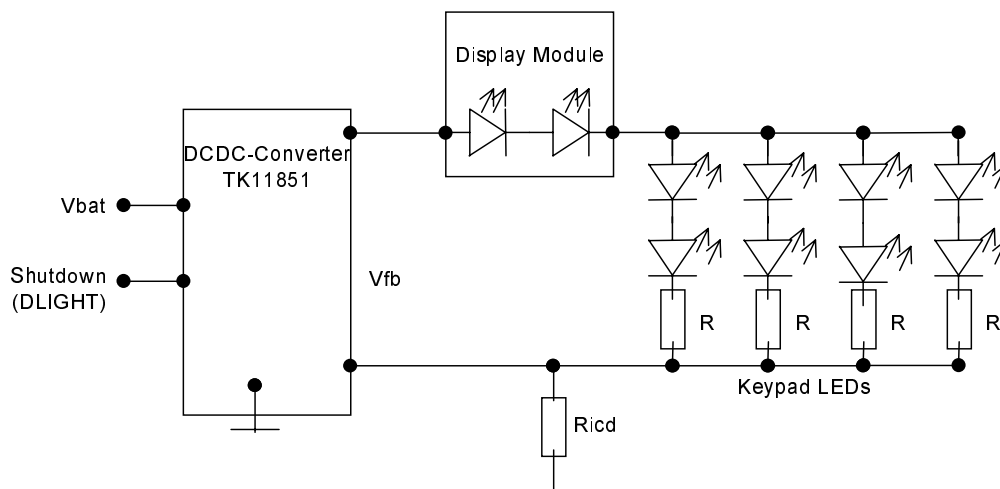 Display Module
DCDC-Converter
TK11851
Vbat
Shutdown
(DLIGHT)
Vfb
R
R
R
R
Keypad LEDs
Ricd